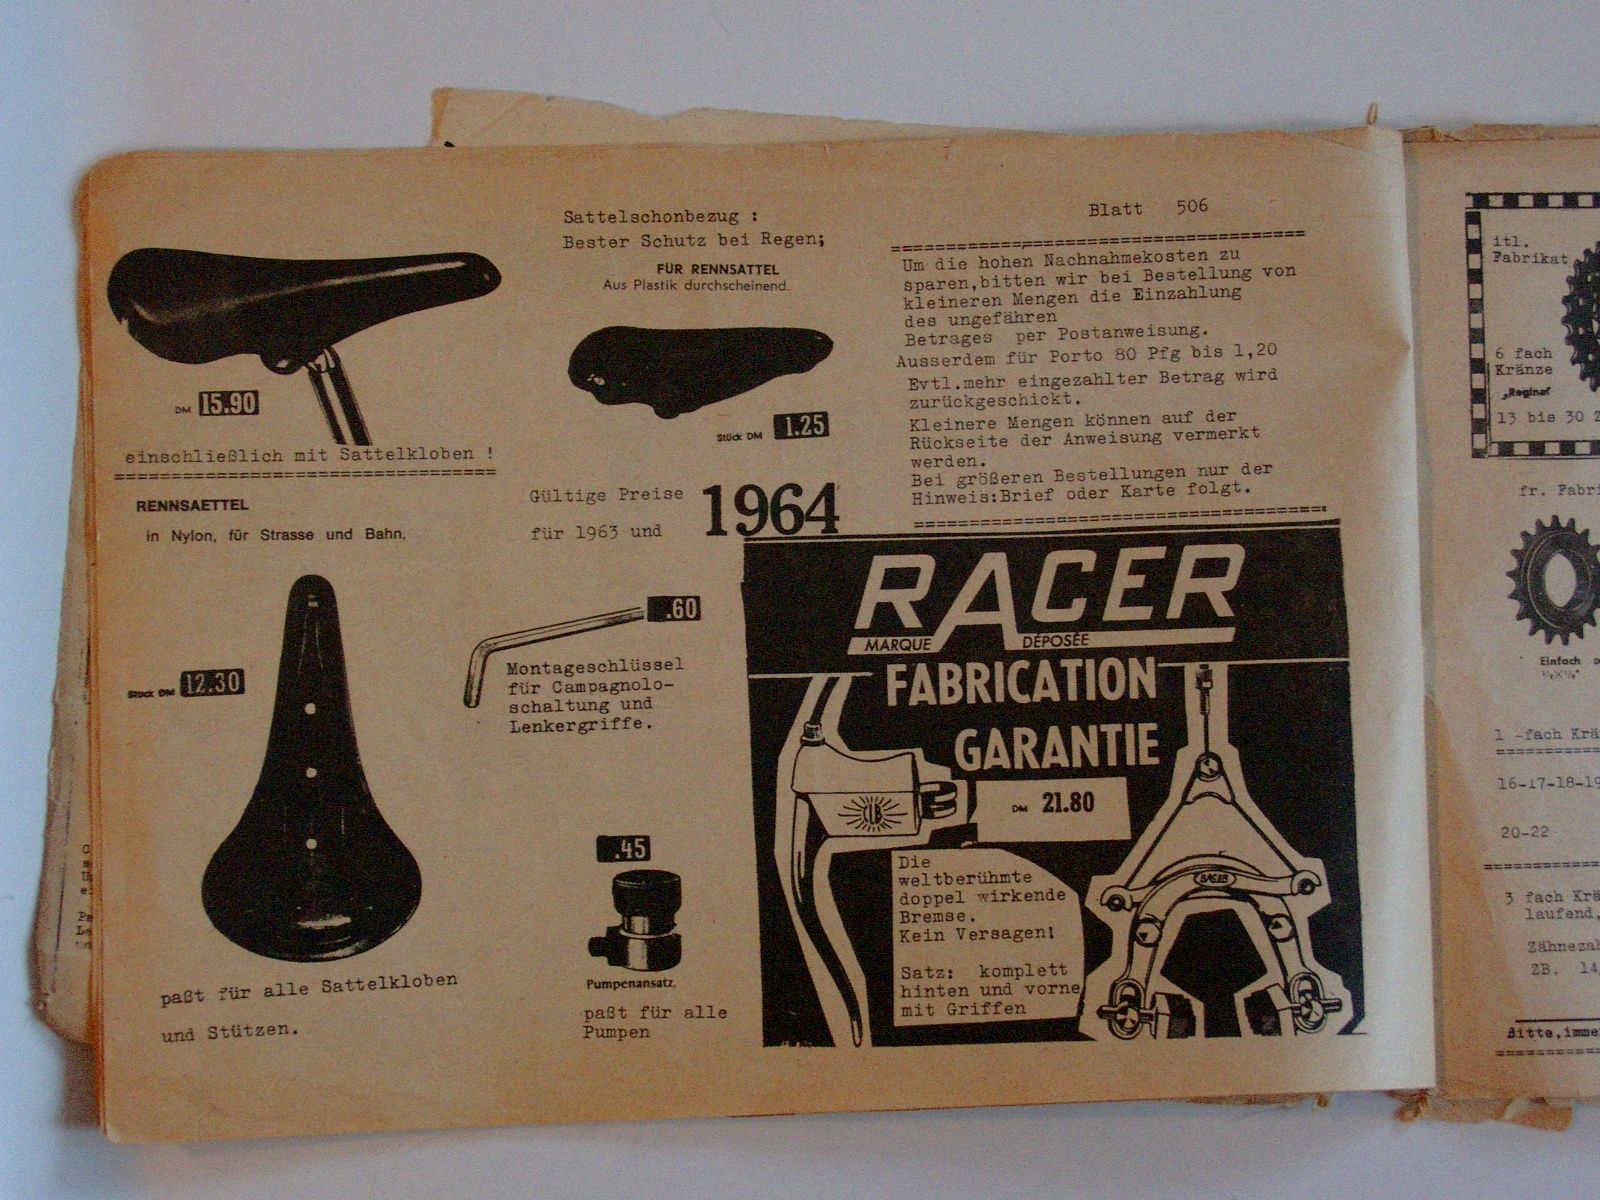 Blatt 506
Sattelschonbezug :
Bester Schutz bei Regen;
FÜR RENNSATTEL
Aus Plastik durchscheinend.
Stück DM 1.25
DM 15.90
einschließlich mit Sattelkloben !
RENNSAETTEL
in Nylon, für Strasse und Bahn,
Stück DM 12.30
paßt für alle Sattelkloben
und Stützen.
Gültige Preise
für 1963 und 1964
.60
Montageschlüssel
für Campagnolo-
schaltung und
Lenkergriffe.
.45
Pumpenansatz,
paßt für alle
Pumpen
Um die hohen Nachnahmekosten zu
sparen,bitten wir bei Bestellung von
kleineren Mengen die Einzahlung
des ungefähren
Betrages per Postanweisung.
Ausserdem für Porto 80 Pfg bis 1,20
Evtl.mehr eingezahlter Betrag wird
zurückgeschickt.
Kleinere Mengen können auf der
Rückseite der Anweisung vermerkt
werden.
Bei größeren Bestellungen nur der
Hinweis:Brief oder Karte folgt.
RACER
MARQUE DÉPOSÉE
FABRICATION
GARANTIE
CLB
DM 21.80
RACER
Die
weltberühmte
doppel wirkende
Bremse.
Kein Versagen!
Satz: komplett
hinten und vorne
mit Griffen
itl.
Fabrikat
6 fach
Kränze
"Regina"
13 bis 30 Z
fr. Fabri
Einfach
1 -fach Krä
16-17-18-19
20-22
3 fach Krä
laufend,
Zähnezah
ZB. 14,
Bitte,imme